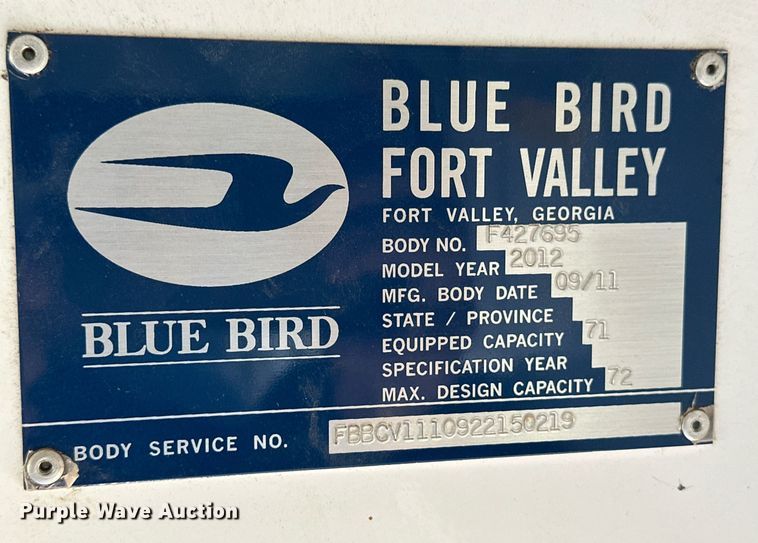 BLUE BIRD
FORT VALLEY
FORT VALLEY, GEORGIA
BODY NO. F427695
MODEL YEAR 2012
MFG. BODY DATE 09/11
STATE / PROVINCE
EQUIPPED CAPACITY 71
SPECIFICATION YEAR
MAX. DESIGN CAPACITY 72
BLUE BIRD
BODY SERVICE NO. FBBCV1110922150219
Purple Wave Auction